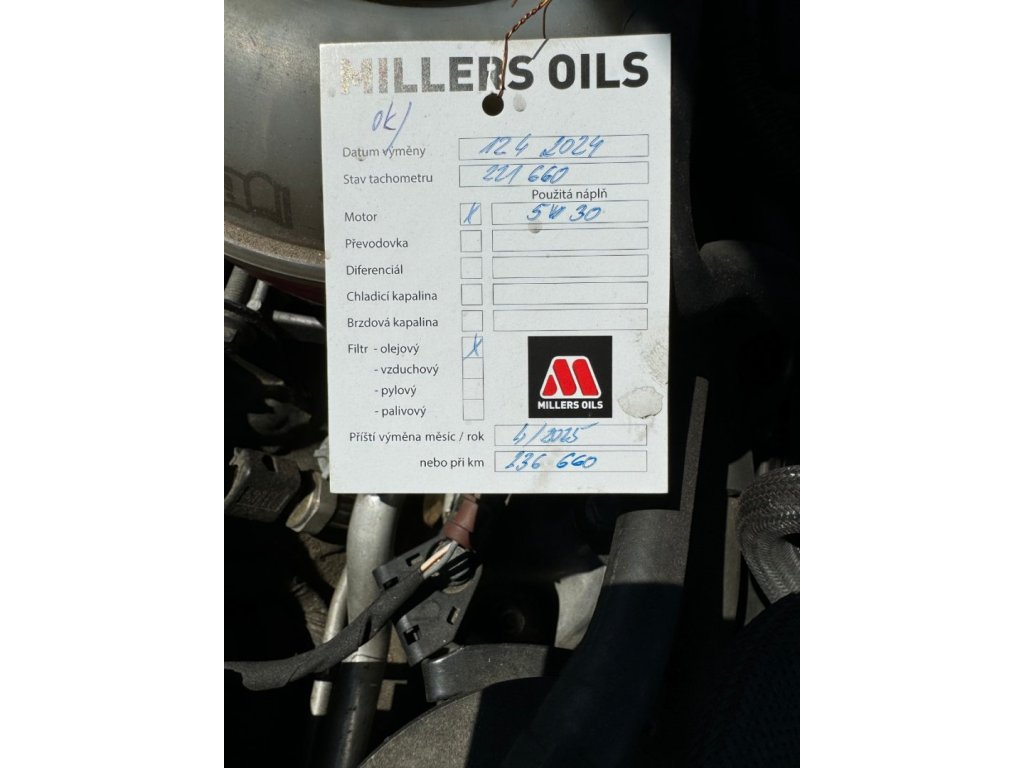 MILLERS OILS
ok/
Datum výměny 12 4 2024
Stav tachometru 221 660
Použitá náplň
Motor X 5W30
Převodovka
Diferenciál
Chladicí kapalina
Brzdová kapalina
Filtr - olejový X
- vzduchový
- pylový
- palivový
MILLERS OILS
Příští výměna měsíc / rok 4/2025
nebo při km 236 660